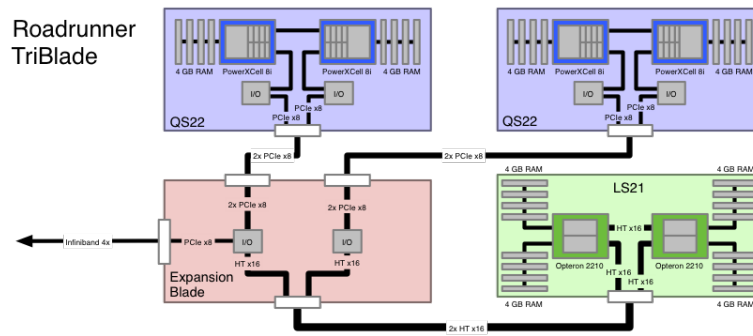 Roadrunner
TriBlade
4 GB RAM
PowerXCell 8i
PowerXCell 8i
4 GB RAM
I/O
I/O
PCIe x8
PCIe x8
QS22
4 GB RAM
PowerXCell 8i
PowerXCell 8i
4 GB RAM
I/O
I/O
PCIe x8
PCIe x8
QS22
2x PCIe x8
2x PCIe x8
2x PCIe x8
2x PCIe x8
Infiniband 4x
PCIe x8
I/O
I/O
HT x16
HT x16
Expansion
Blade
4 GB RAM
4 GB RAM
LS21
HT x16
Opteron 2210
Opteron 2210
HT x16
HT x16
4 GB RAM
4 GB RAM
2x HT x16